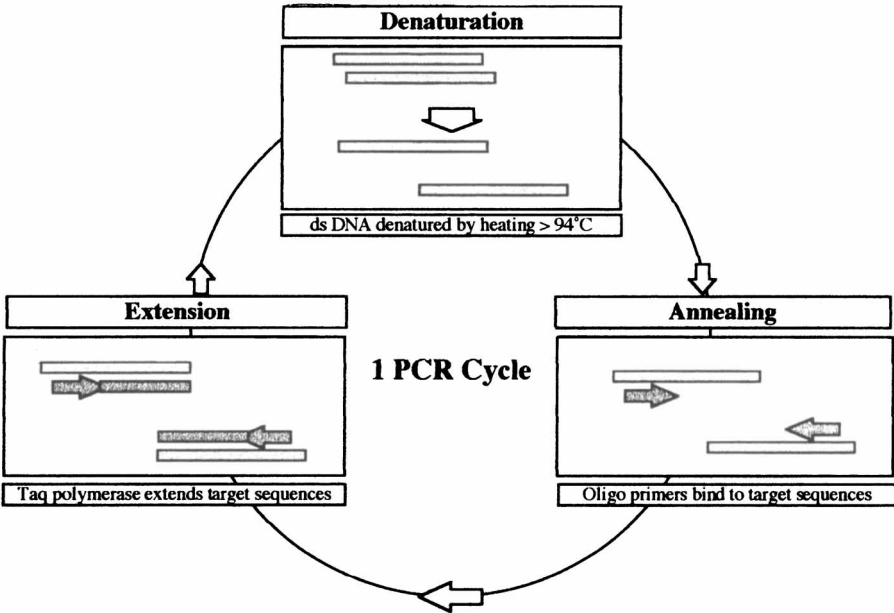 Denaturation
ds DNA denatured by heating > 94°C
Extension
Annealing
1 PCR Cycle
Taq polymerase extends target sequences
Oligo primers bind to target sequences